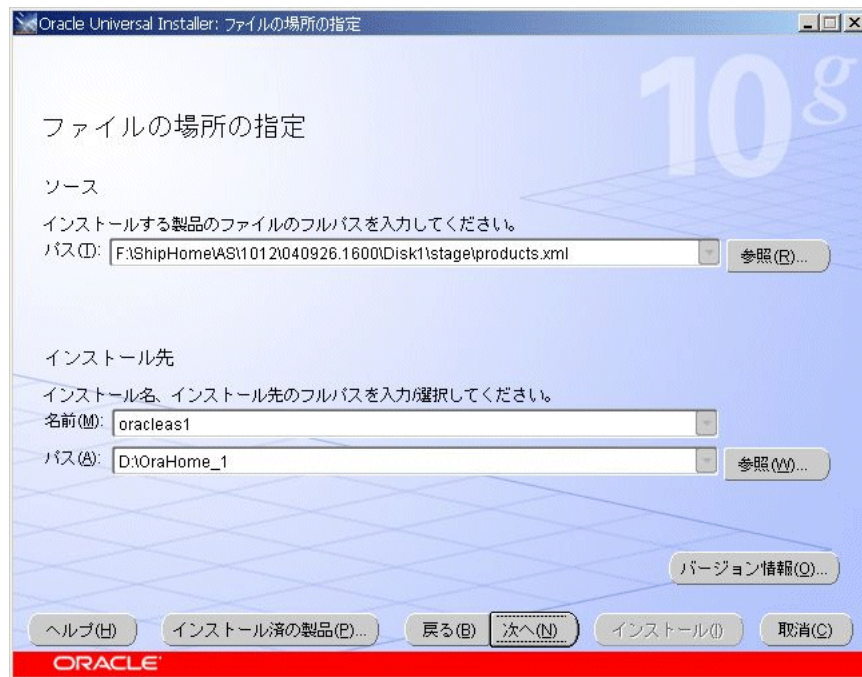 Oracle Universal Installer: ファイルの場所の指定
10g
ファイルの場所の指定
ソース
インストールする製品のファイルのフルパスを入力してください。
パス(T): F:\ShipHome\AS\1012\040926.1600\Disk1\stage\products.xml 参照(R)...
インストール先
インストール名、インストール先のフルパスを入力/選択してください。
名前(M): oracleas1
パス(A): D:\OraHome_1 参照(W)...
バージョン情報(O)...
ヘルプ(H) インストール済の製品(P)... 戻る(B) 次へ(N) インストール(I) 取消(C)
ORACLE